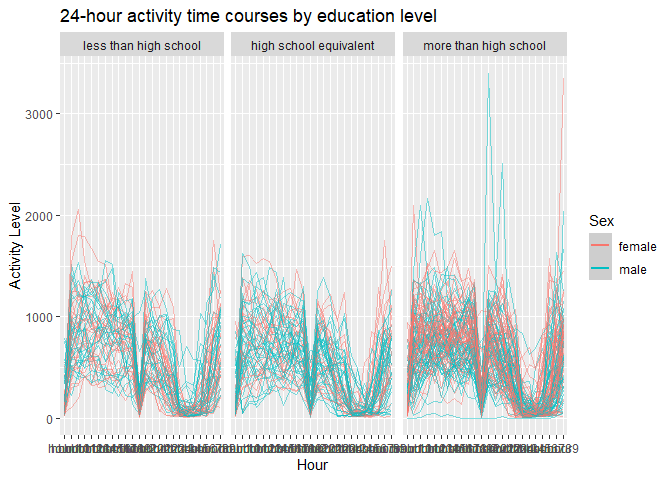 24-hour activity time courses by education level
less than high school
high school equivalent
more than high school
3000
2000
1000
0
Activity Level
Hour
Sex
female
male